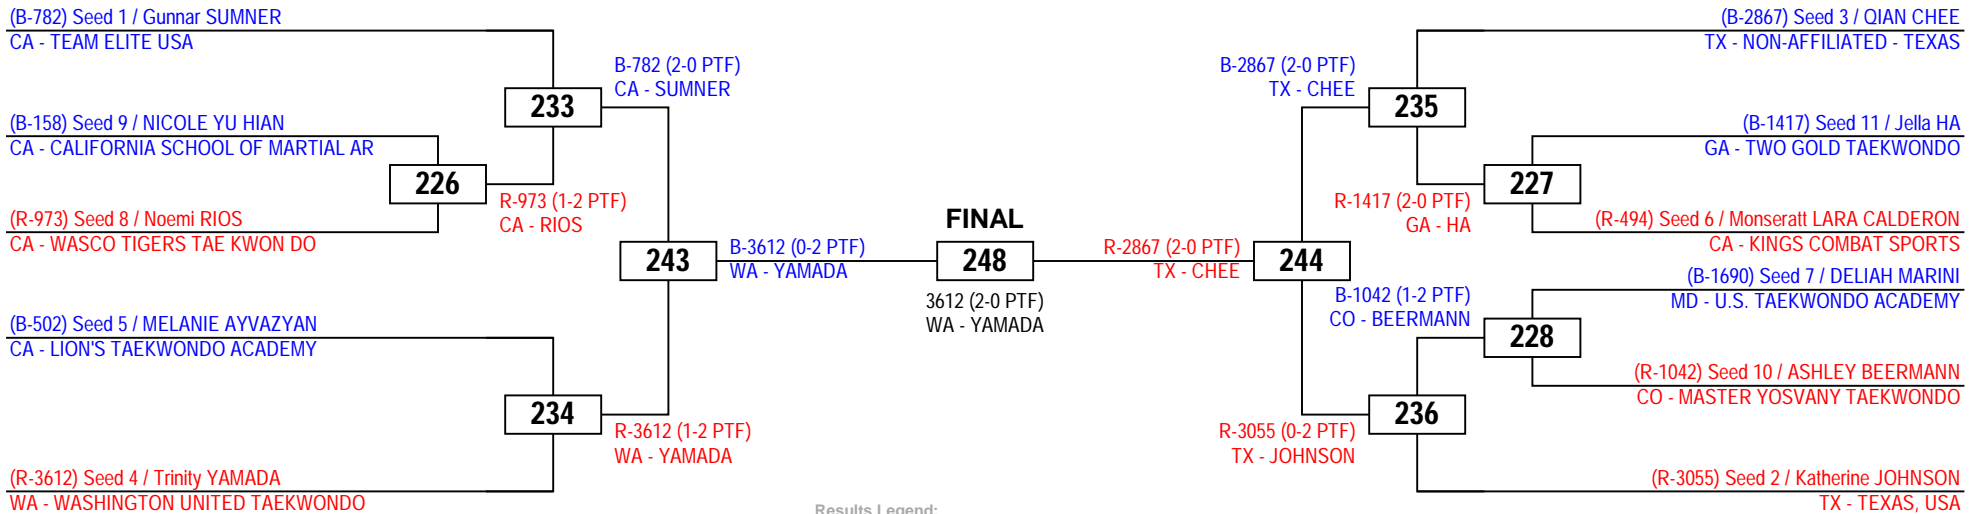 (B-782) Seed 1 / Gunnar SUMNER
CA - TEAM ELITE USA
B-782 (2-0 PTF)
CA - SUMNER
233
(B-158) Seed 9 / NICOLE YU HIAN
CA - CALIFORNIA SCHOOL OF MARTIAL AR
226
R-973 (1-2 PTF)
CA - RIOS
(R-973) Seed 8 / Noemi RIOS
CA - WASCO TIGERS TAE KWON DO
243
B-3612 (0-2 PTF)
WA - YAMADA
(B-502) Seed 5 / MELANIE AYVAZYAN
CA - LION'S TAEKWONDO ACADEMY
234
R-3612 (1-2 PTF)
WA - YAMADA
(R-3612) Seed 4 / Trinity YAMADA
WA - WASHINGTON UNITED TAEKWONDO
FINAL
248
3612 (2-0 PTF)
WA - YAMADA
(B-2867) Seed 3 / QIAN CHEE
TX - NON-AFFILIATED - TEXAS
B-2867 (2-0 PTF)
TX - CHEE
235
(B-1417) Seed 11 / Jella HA
GA - TWO GOLD TAEKWONDO
227
R-1417 (2-0 PTF)
GA - HA
(R-494) Seed 6 / Monseratt LARA CALDERON
CA - KINGS COMBAT SPORTS
R-2867 (2-0 PTF)
TX - CHEE
244
(B-1690) Seed 7 / DELIAH MARINI
MD - U.S. TAEKWONDO ACADEMY
B-1042 (1-2 PTF)
CO - BEERMANN
228
(R-1042) Seed 10 / ASHLEY BEERMANN
CO - MASTER YOSVANY TAEKWONDO
236
R-3055 (0-2 PTF)
TX - JOHNSON
(R-3055) Seed 2 / Katherine JOHNSON
TX - TEXAS, USA
Results Legend: